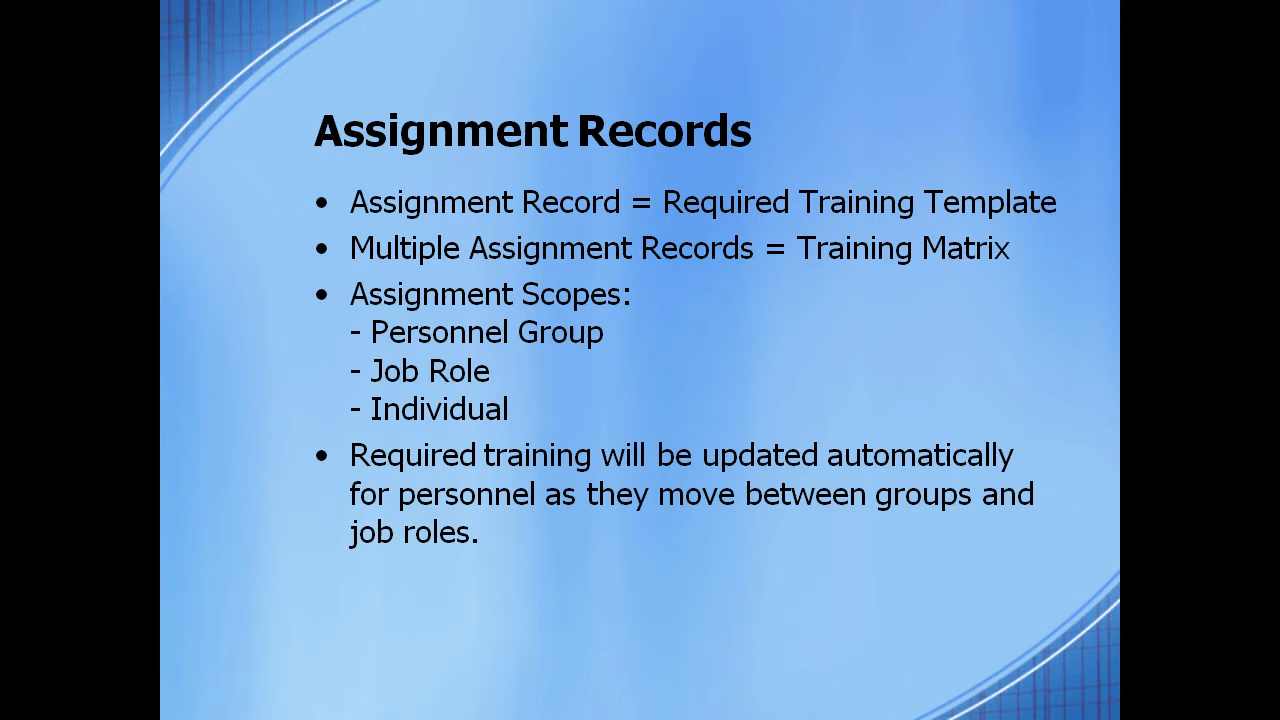 Assignment Records
• Assignment Record = Required Training Template
• Multiple Assignment Records = Training Matrix
• Assignment Scopes:
- Personnel Group
- Job Role
- Individual
• Required training will be updated automatically
for personnel as they move between groups and
job roles.